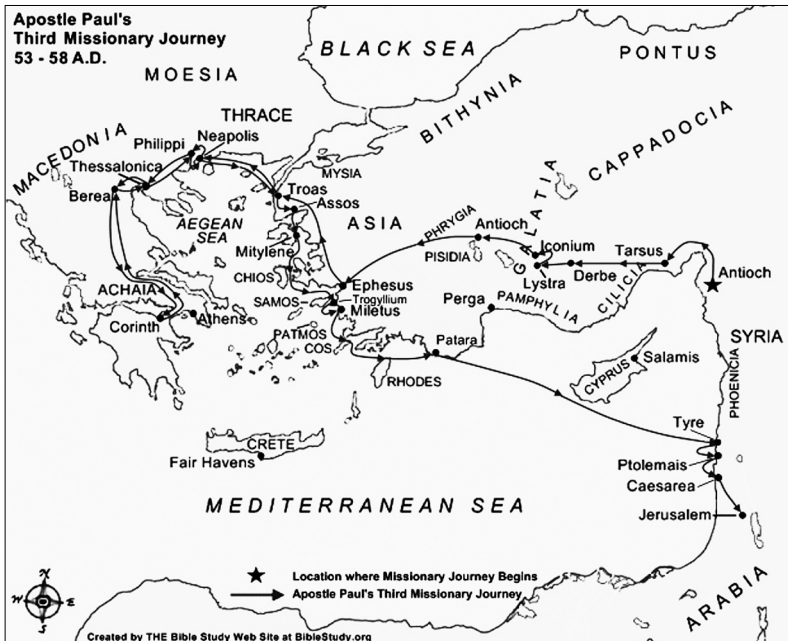 Apostle Paul's
Third Missionary Journey
53 - 58 A.D.
BLACK SEA
PONTUS
MOESIA
THRACE
BITHYNIA
CAPPADOCIA
MACEDONIA
Philippi
Neapolis
Thessalonica
Berea
MYSIA
Troas
Assos
AEGEAN
SEA
ASIA
PHRYGIA
Antioch
GALATIA
Mitylene
PISIDIA
Iconium
Tarsus
Antioch
Lystra
Derbe
CILICIA
CHIOS
Ephesus
ACHAIA
SAMOS
Trogyllium
Miletus
Perga
PAMPHYLIA
Corinth
Athens
PATMOS
COS
Patara
SYRIA
RHODES
CYPRUS
Salamis
PHOENICIA
CRETE
Fair Havens
Tyre
Ptolemais
Caesarea
Jerusalem
MEDITERRANEAN SEA
ARABIA
N
W
E
S
Location where Missionary Journey Begins
Apostle Paul's Third Missionary Journey
Created by THE Bible Study Web Site at BibleStudy.org